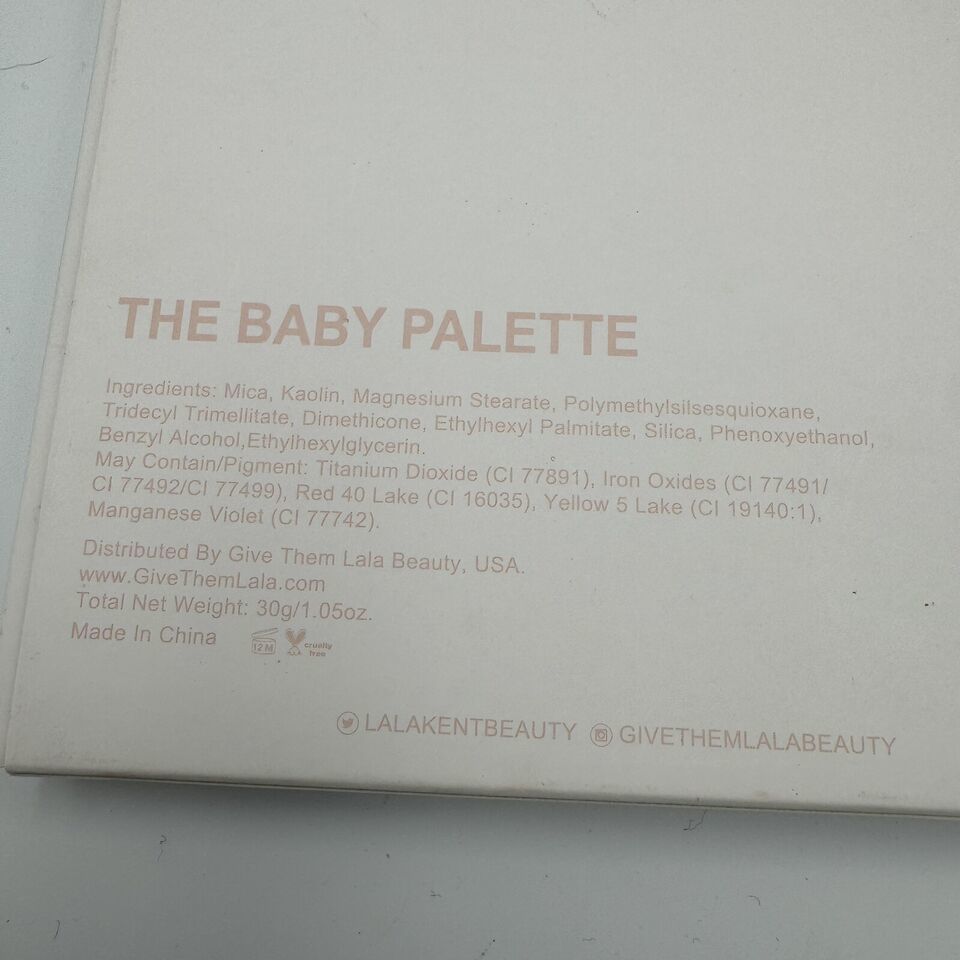 THE BABY PALETTE
Ingredients: Mica, Kaolin, Magnesium Stearate, Polymethylsilsesquioxane,
Tridecyl Trimellitate, Dimethicone, Ethylhexyl Palmitate, Silica, Phenoxyethanol,
Benzyl Alcohol,Ethylhexylglycerin.
May Contain/Pigment: Titanium Dioxide (CI 77891), Iron Oxides (CI 77491/
CI 77492/CI 77499), Red 40 Lake (CI 16035), Yellow 5 Lake (CI 19140:1),
Manganese Violet (CI 77742).
Distributed By Give Them Lala Beauty, USA.
www.GiveThemLala.com
Total Net Weight: 30g/1.05oz.
Made In China 12M cruelty
free
LALAKENTBEAUTY GIVETHEMLALABEAUTY